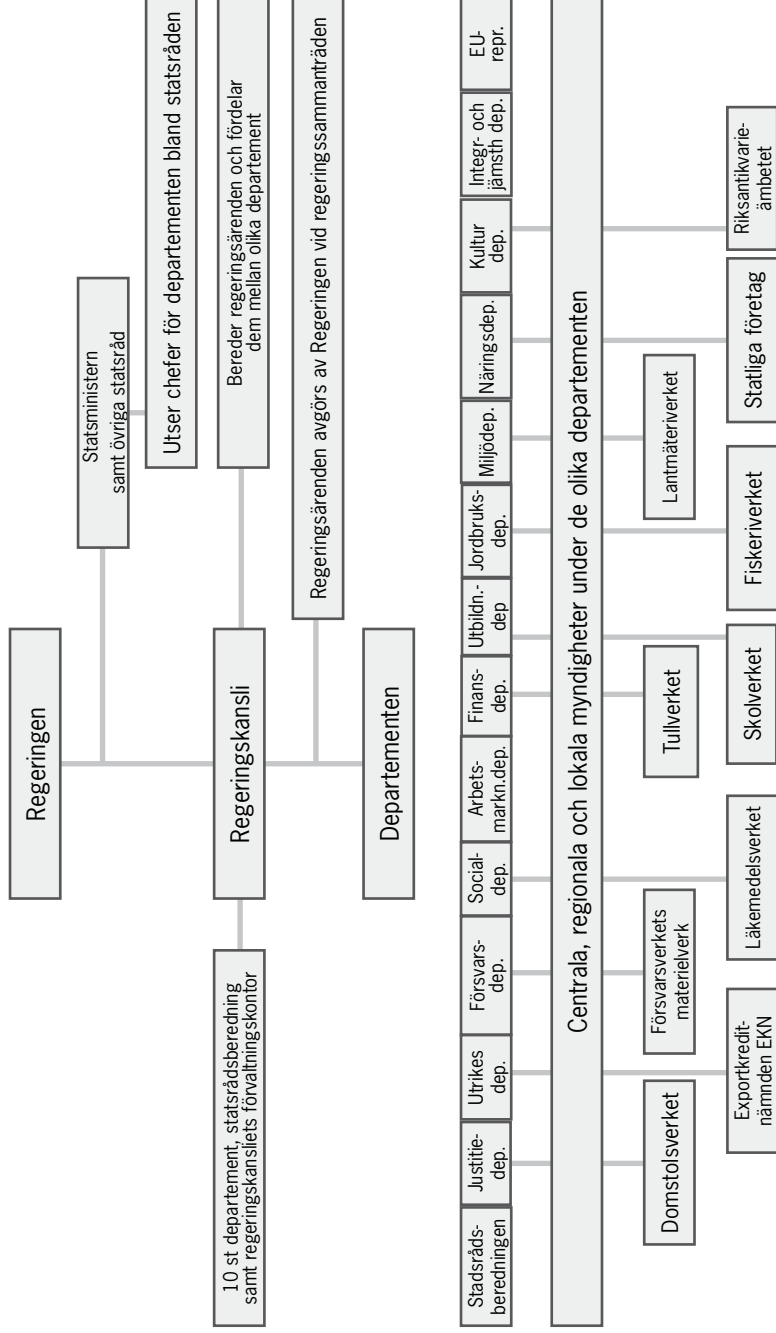 Regeringen
Statsministern
samt övriga statsråd
Utser chefer för departementen bland statsråden
10 st departement, statsrådsberedning
samt regeringskansliets förvaltningskontor
Regeringskansli
Bereder regeringsärenden och fördelar
dem mellan olika departement
Regeringsärenden avgörs av Regeringen vid regeringssammanträden
Departementen
Stadsråds-
beredningen
Justitie-
dep.
Utrikes
dep.
Försvars-
dep.
Social-
dep.
Arbets-
markn.dep.
Finans-
dep.
Utbildn.-
dep
Jordbruks-
dep.
Miljödep.
Näringsdep.
Kultur
dep.
Integr- och
jämsth dep.
EU-
repr.
Centrala, regionala och lokala myndigheter under de olika departementen
Domstolsverket
Försvarsverkets
materielverk
Tullverket
Lantmäteriverket
Exportkredit-
nämnden EKN
Läkemedelsverket
Skolverket
Fiskeriverket
Statliga företag
Riksantikvarie-
ämbetet